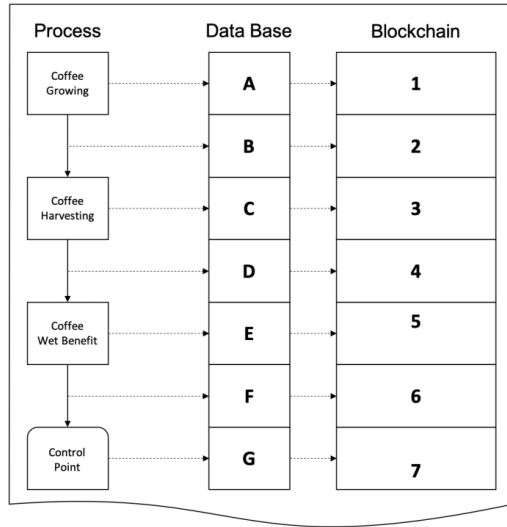 Process Data Base Blockchain
Coffee
Growing
A 1
B 2
Coffee
Harvesting
C 3
D 4
Coffee
Wet Benefit
E 5
F 6
Control
Point
G 7